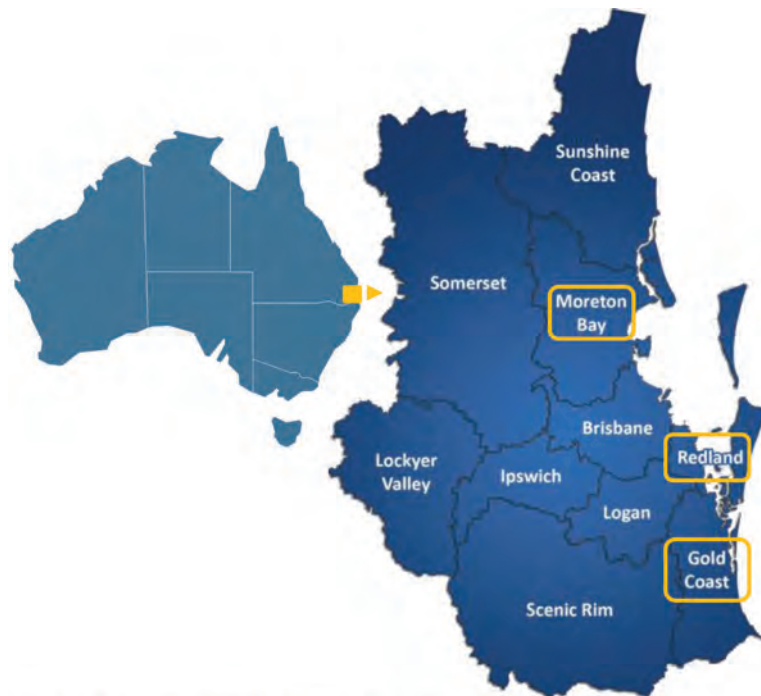 Sunshine
Coast
Somerset
Moreton
Bay
Brisbane
Redland
Lockyer
Valley
Ipswich
Logan
Gold
Coast
Scenic Rim